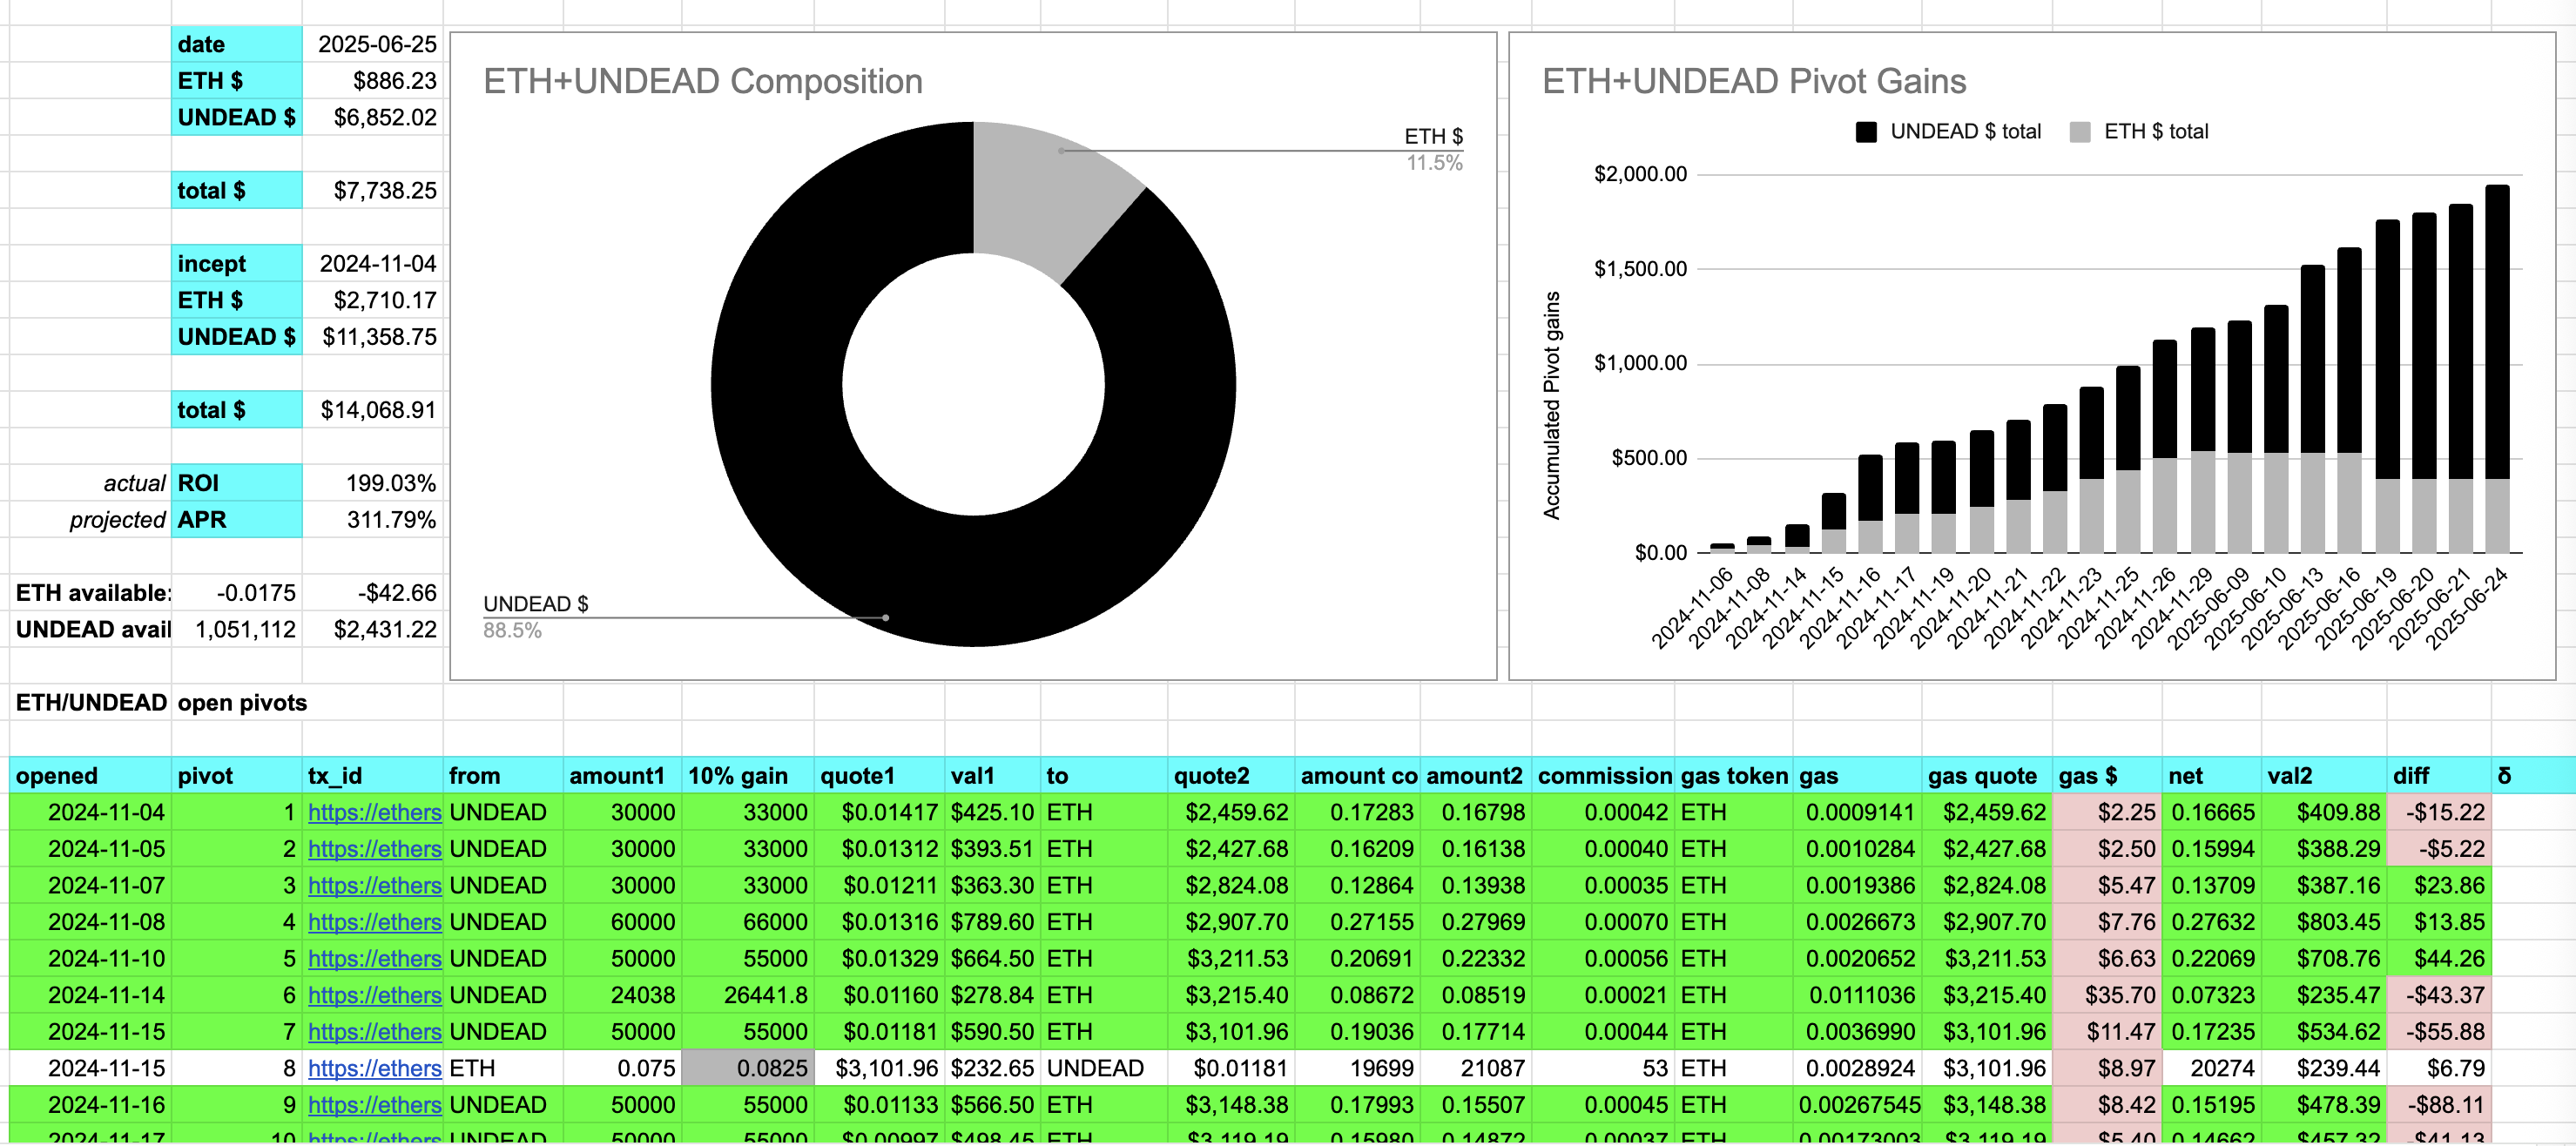 date 2025-06-25
ETH $ $886.23
UNDEAD $ $6,852.02
total $ $7,738.25
incept 2024-11-04
ETH $ $2,710.17
UNDEAD $ $11,358.75
total $ $14,068.91
actual ROI 199.03%
projected APR 311.79%
ETH available: -0.0175 -$42.66
UNDEAD avail 1,051,112 $2,431.22
ETH+UNDEAD Composition
ETH $
11.5%
UNDEAD $
88.5%
ETH+UNDEAD Pivot Gains
UNDEAD $ total ETH $ total
Accumulated Pivot gains
$2,000.00
$1,500.00
$1,000.00
$500.00
$0.00
2024-11-06
2024-11-08
2024-11-14
2024-11-15
2024-11-16
2024-11-17
2024-11-19
2024-11-20
2024-11-21
2024-11-22
2024-11-23
2024-11-25
2024-11-26
2024-11-29
2025-06-09
2025-06-10
2025-06-13
2025-06-16
2025-06-19
2025-06-20
2025-06-21
2025-06-24
ETH/UNDEAD open pivots
opened pivot tx_id from amount1 10% gain quote1 val1 to quote2 amount co amount2 commission gas token gas gas quote gas $ net val2 diff δ
2024-11-04 1 https://ethers UNDEAD 30000 33000 $0.01417 $425.10 ETH $2,459.62 0.17283 0.16798 0.00042 ETH 0.0009141 $2,459.62 $2.25 0.16665 $409.88 -$15.22
2024-11-05 2 https://ethers UNDEAD 30000 33000 $0.01312 $393.51 ETH $2,427.68 0.16209 0.16138 0.00040 ETH 0.0010284 $2,427.68 $2.50 0.15994 $388.29 -$5.22
2024-11-07 3 https://ethers UNDEAD 30000 33000 $0.01211 $363.30 ETH $2,824.08 0.12864 0.13938 0.00035 ETH 0.0019386 $2,824.08 $5.47 0.13709 $387.16 $23.86
2024-11-08 4 https://ethers UNDEAD 60000 66000 $0.01316 $789.60 ETH $2,907.70 0.27155 0.27969 0.00070 ETH 0.0026673 $2,907.70 $7.76 0.27632 $803.45 $13.85
2024-11-10 5 https://ethers UNDEAD 50000 55000 $0.01329 $664.50 ETH $3,211.53 0.20691 0.22332 0.00056 ETH 0.0020652 $3,211.53 $6.63 0.22069 $708.76 $44.26
2024-11-14 6 https://ethers UNDEAD 24038 26441.8 $0.01160 $278.84 ETH $3,215.40 0.08672 0.08519 0.00021 ETH 0.0111036 $3,215.40 $35.70 0.07323 $235.47 -$43.37
2024-11-15 7 https://ethers UNDEAD 50000 55000 $0.01181 $590.50 ETH $3,101.96 0.19036 0.17714 0.00044 ETH 0.0036990 $3,101.96 $11.47 0.17235 $534.62 -$55.88
2024-11-15 8 https://ethers ETH 0.075 0.0825 $3,101.96 $232.65 UNDEAD $0.01181 19699 21087 53 ETH 0.0028924 $3,101.96 $8.97 20274 $239.44 $6.79
2024-11-16 9 https://ethers UNDEAD 50000 55000 $0.01133 $566.50 ETH $3,148.38 0.17993 0.15507 0.00045 ETH 0.00267545 $3,148.38 $8.42 0.15195 $478.39 -$88.11
2024-11-17 10 https://ethers UNDEAD 50000 55000 $0.00997 $498.45 ETH $3,119.19 0.15980 0.14872 0.00037 ETH 0.00173003 $3,119.19 $5.40 0.14662 $457.32 -$41.13